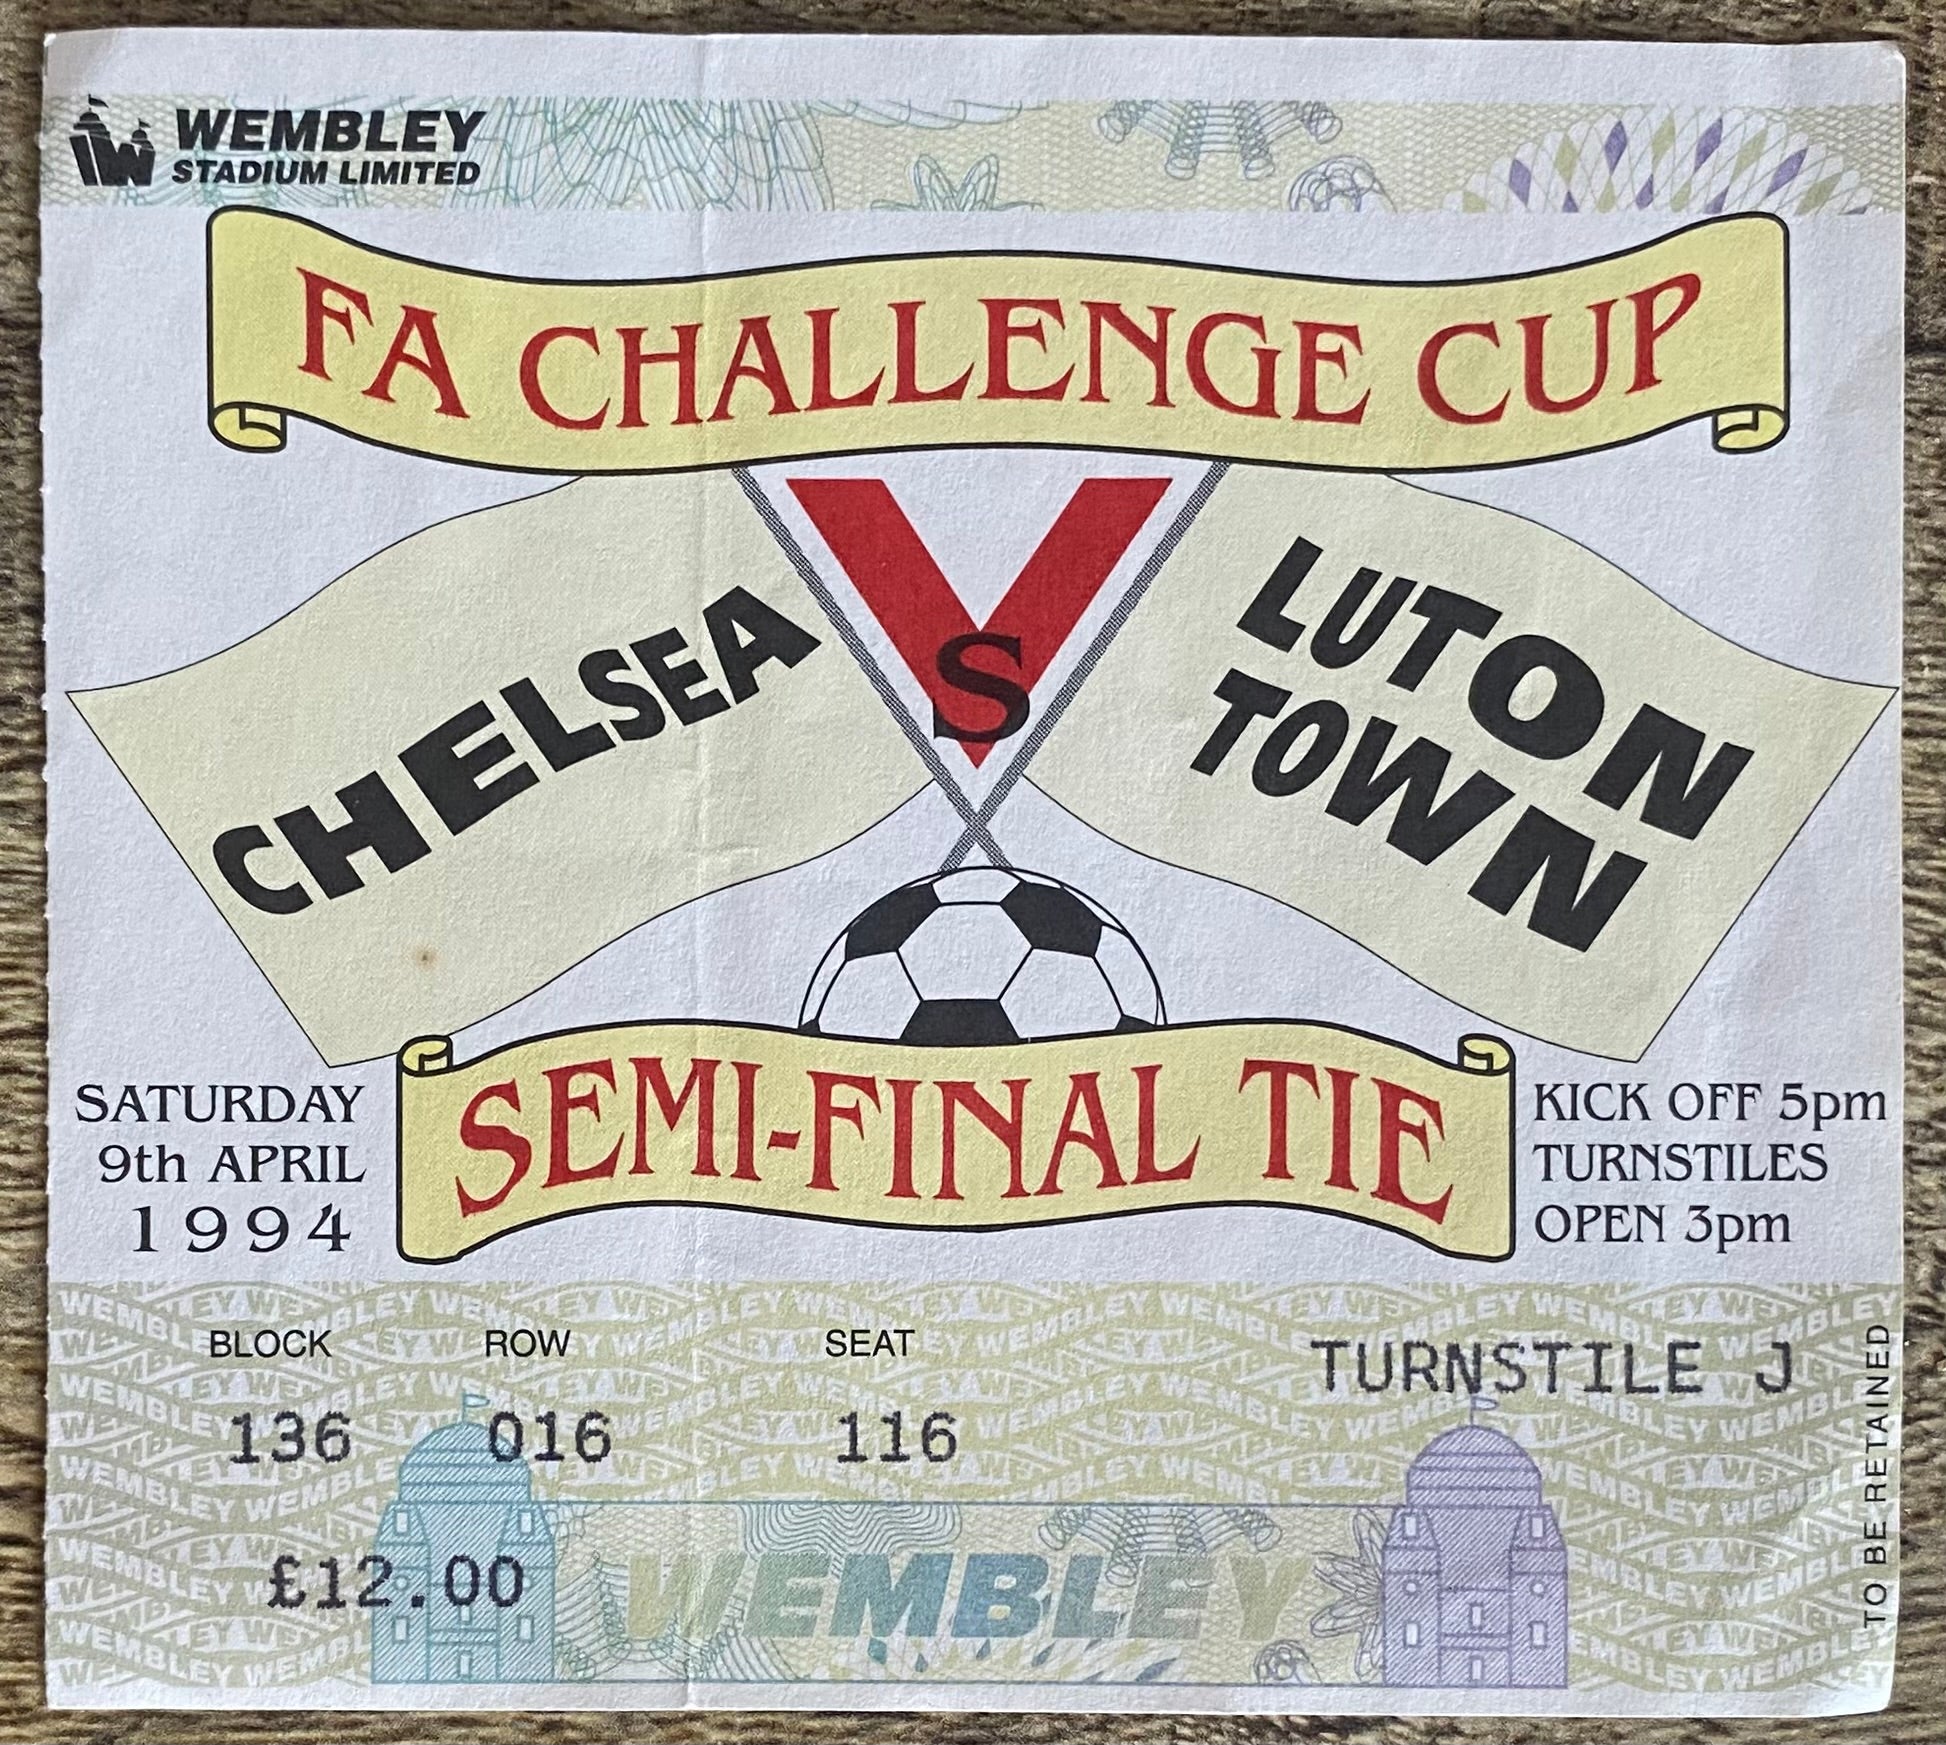 WEMBLEY
STADIUM LIMITED
FA CHALLENGE CUP
CHELSEA
Vs
LUTON
TOWN
SEMI-FINAL TIE
SATURDAY
9th APRIL
1994
KICK OFF 5pm
TURNSTILES
OPEN 3pm
BLOCK ROW SEAT
136 016 116
TURNSTILE J
£12.00
WEMBLEY
TO BE RETAINED